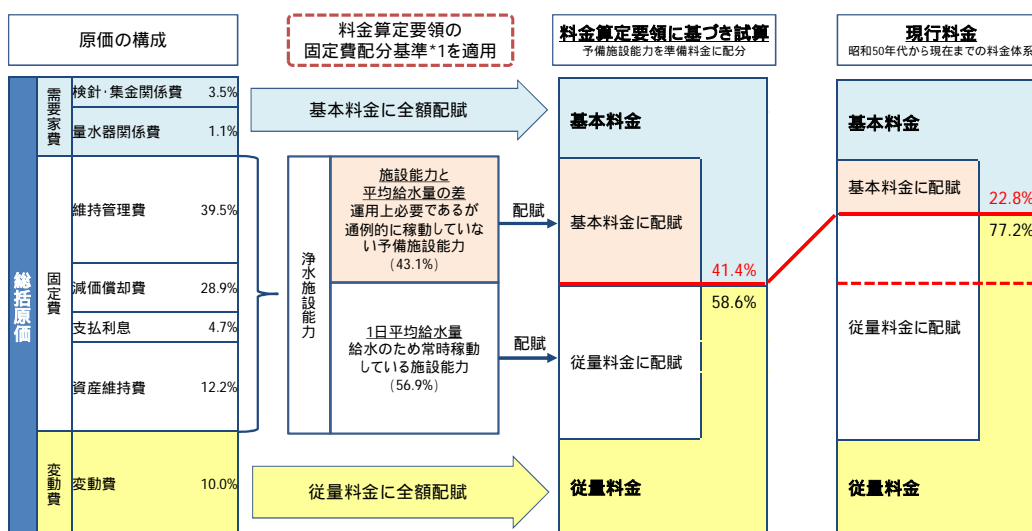 原価の構成
料金算定要領の
固定費配分基準*1を適用
料金算定要領に基づき試算
予備施設能力を準備料金に配分
現行料金
昭和50年代から現在までの料金体系
総括原価
需要家費
検針・集金関係費 3.5%
量水器関係費 1.1%
固定費
維持管理費 39.5%
減価償却費 28.9%
支払利息 4.7%
資産維持費 12.2%
変動費
変動費 10.0%
基本料金に全額配賦
浄水施設能力
施設能力と
平均給水量の差
運用上必要であるが
通例的に稼動していな
い予備施設能力
(43.1%)
配賦
1日平均給水量
給水のため常時稼動
している施設能力
(56.9%)
配賦
従量料金に全額配賦
基本料金
基本料金に配賦
41.4%
58.6%
従量料金に配賦
従量料金
基本料金
基本料金に配賦
22.8%
77.2%
従量料金に配賦
従量料金